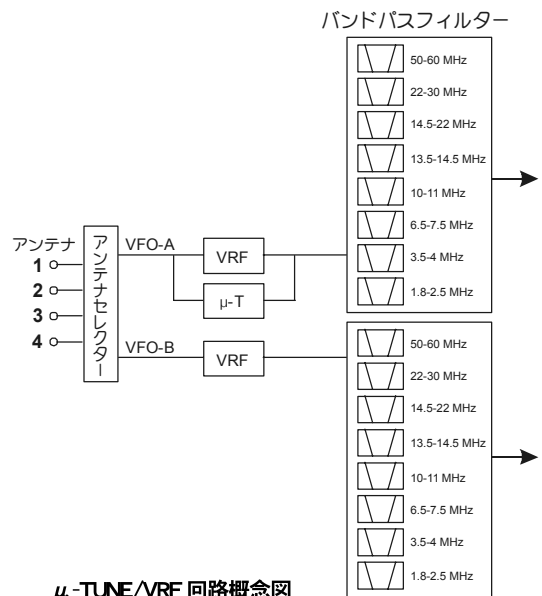 バンドパスフィルター
50-60 MHz
22-30 MHz
14.5-22 MHz
13.5-14.5 MHz
10-11 MHz
6.5-7.5 MHz
3.5-4 MHz
1.8-2.5 MHz
アンテナ
1
2
3
4
アンテナセレクター
VFO-A
VRF
μ-T
VFO-B
VRF
50-60 MHz
22-30 MHz
14.5-22 MHz
13.5-14.5 MHz
10-11 MHz
6.5-7.5 MHz
3.5-4 MHz
1.8-2.5 MHz
μ-TUNE/VRF 回路概念図